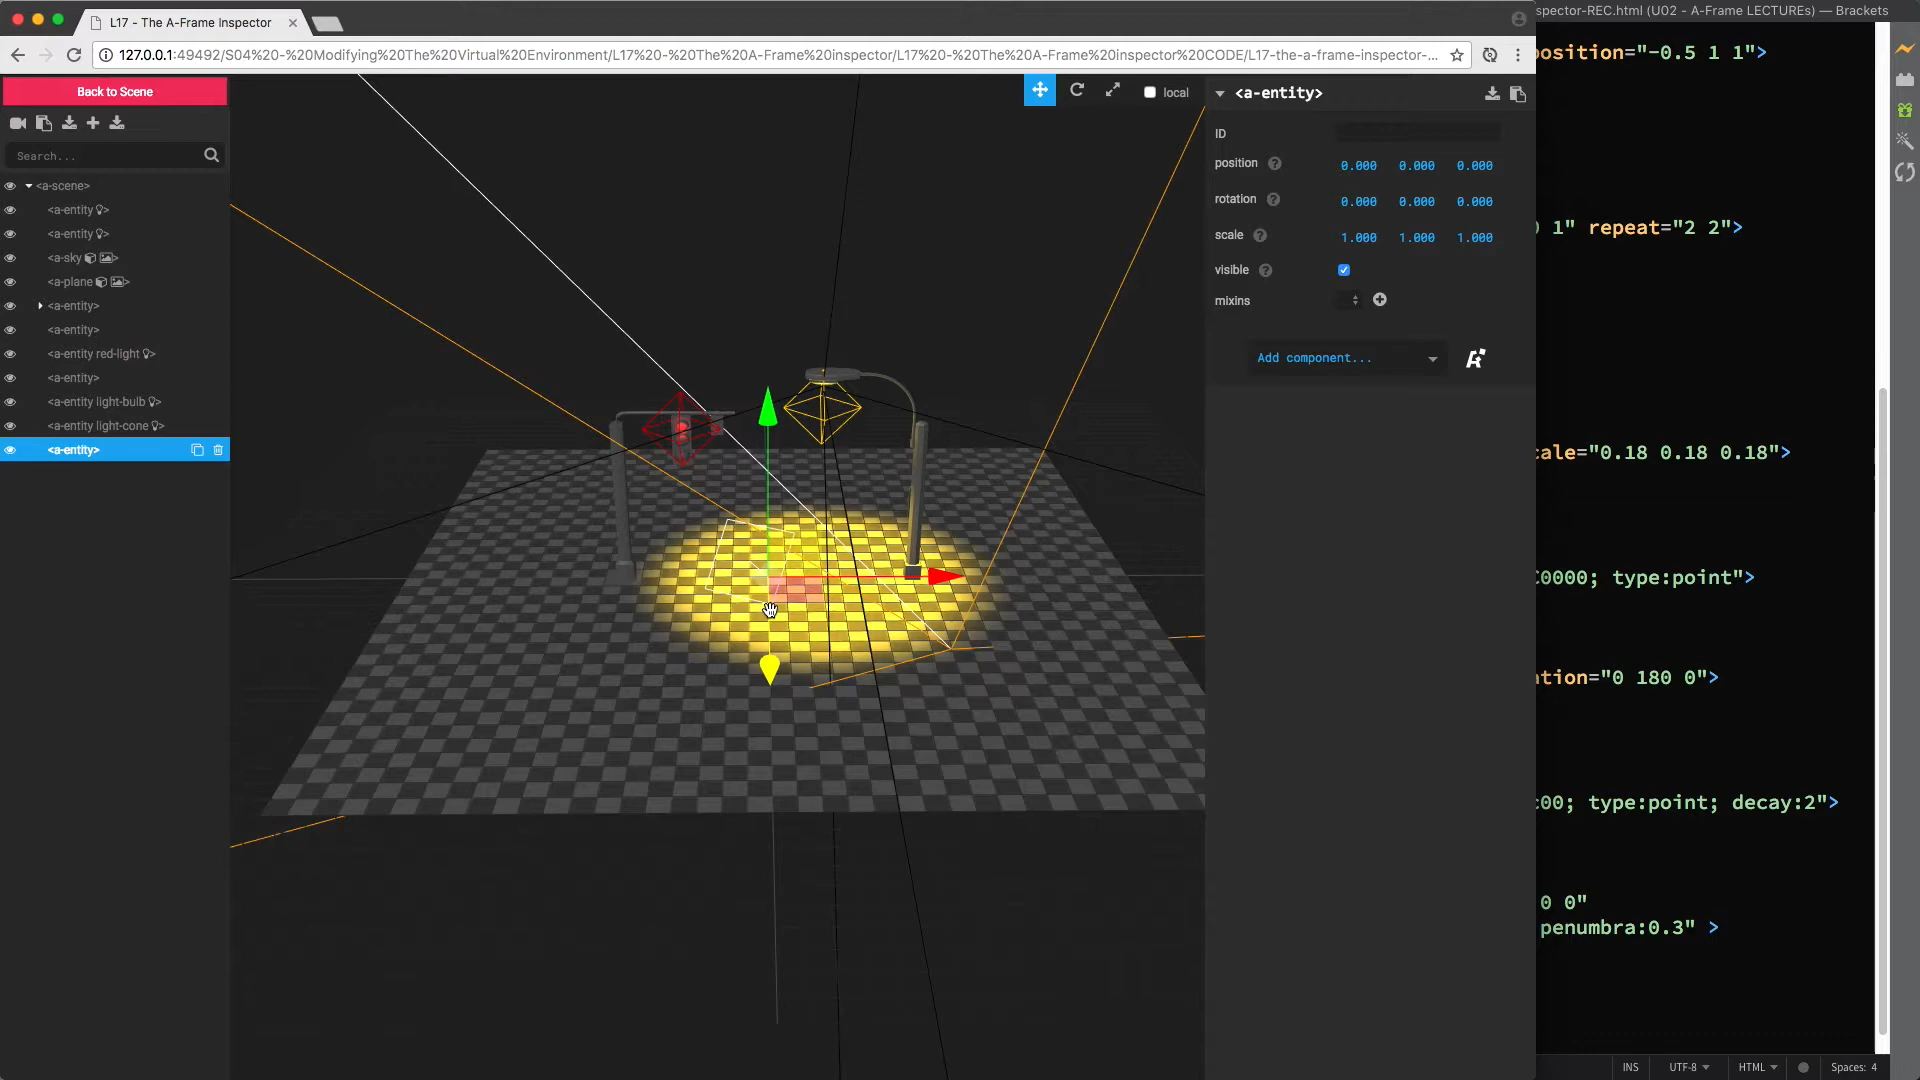 L17 - The A-Frame Inspector
spector-REC.html (U02 - A-Frame LECTUREs) — Brackets
127.0.0.1:49492/S04%20-%20Modifying%20The%20Virtual%20Environment/L17%20-%20The%20A-Frame%20inspector/L17%20-%20The%20A-Frame%20inspector%20CODE/L17-the-a-frame-inspector-...
Back to Scene
Search...
<a-scene>
<a-entity >
<a-entity >
<a-sky >
<a-plane >
<a-entity>
<a-entity>
<a-entity red-light >
<a-entity>
<a-entity light-bulb >
<a-entity light-cone >
<a-entity>
local
<a-entity>
ID
position 0.000 0.000 0.000
rotation 0.000 0.000 0.000
scale 1.000 1.000 1.000
visible
mixins
Add component...
osition="-0.5 1 1">
0 1" repeat="2 2">
cale="0.18 0.18 0.18">
C0000; type:point">
ation="0 180 0">
c00; type:point; decay:2">
0 0"
penumbra:0.3" >
INS UTF-8 HTML Spaces: 4